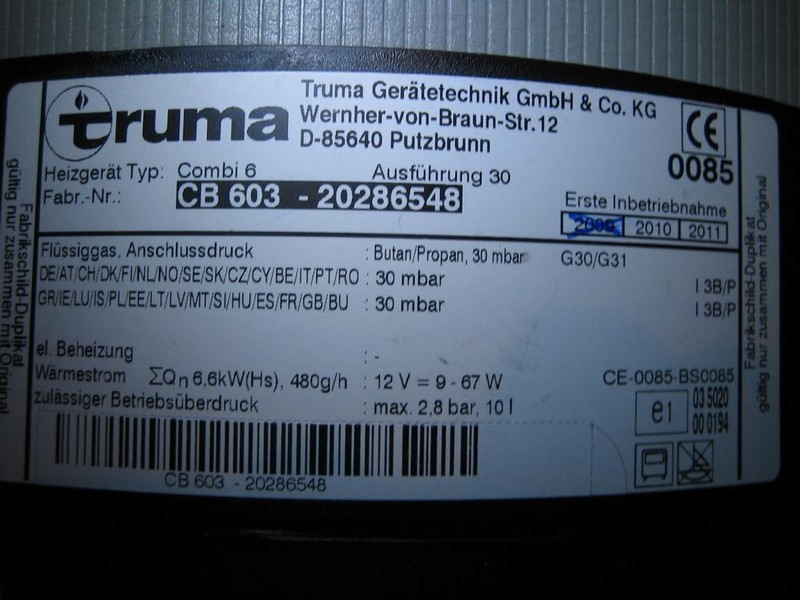 truma
Truma Gerätetechnik GmbH & Co. KG
Wernher-von-Braun-Str.12
D-85640 Putzbrunn
CE
0085
Heizgerät Typ: Combi 6 Ausführung 30
Fabr.-Nr.: CB 603 - 20286548
Erste Inbetriebnahme
2009 2010 2011
Flüssiggas, Anschlussdruck : Butan/Propan, 30 mbar G30/G31
DE/AT/CH/DK/FI/NL/NO/SE/SK/CZ/CY/BE/IT/PT/RO : 30 mbar I 3B/P
GR/IE/LU/IS/PL/EE/LT/LV/MT/SI/HU/ES/FR/GB/BU : 30 mbar I 3B/P
el. Beheizung : -
Wärmestrom ΣQn 6,6kW(Hs), 480g/h : 12 V = 9 - 67 W
CE-0085-BS0085
zulässiger Betriebsüberdruck : max. 2,8 bar, 10 l
e1
03 5020
00 0194
CB 603 - 20286548
Fabrikschild-Duplikat
gültig nur zusammen mit Original
Fabrikschild-Duplikat
gültig nur zusammen mit Original